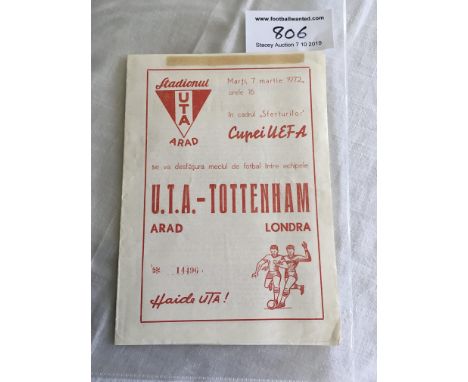 www.footballwanted.com
806
Stacey Auction 7 10 2019
Stadionul
UTA
ARAD
Marți, 7 martie 1972,
orele 16
în cadrul „Sferturilor”
Cupei UEFA
se va desfășura meciul de fotbal între echipele
U.T.A.-TOTTENHAM
ARAD LONDRA
* 14496
Haide UTA!